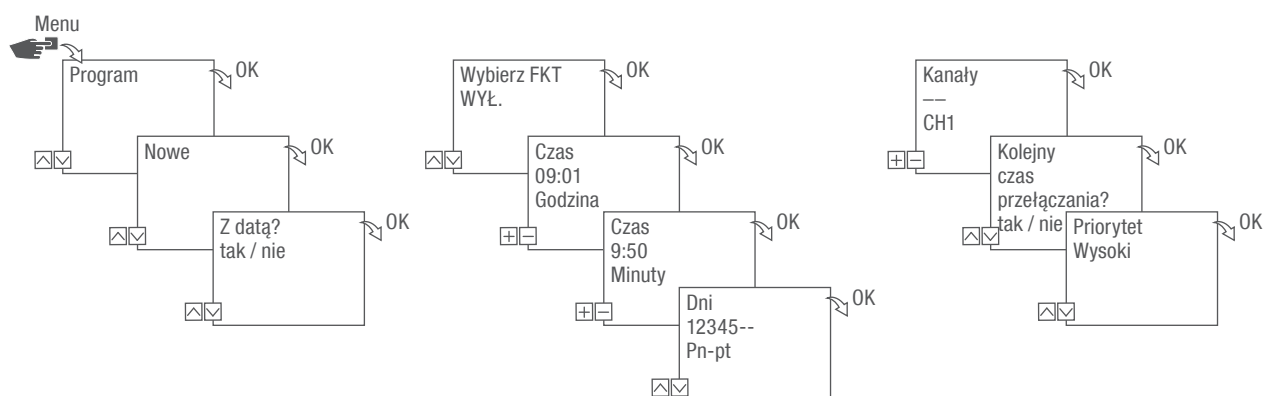 Menu
Program
OK
Nowe
OK
Z datą?
tak / nie
OK
Wybierz FKT
WYŁ.
OK
Czas
09:01
Godzina
OK
Czas
9:50
Minuty
OK
Dni
12345--
Pn-pt
OK
Kanały
––
CH1
OK
Kolejny
czas
przełączania?
tak / nie
OK
Priorytet
Wysoki
OK